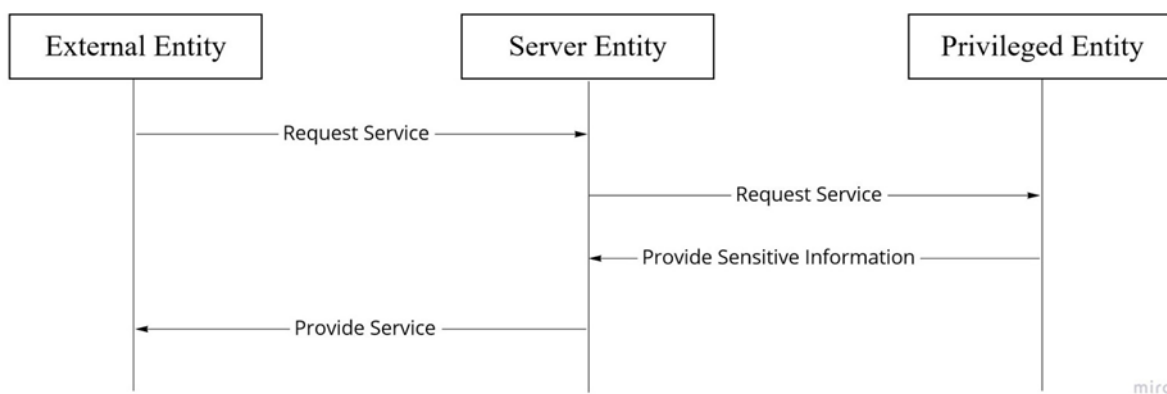 External Entity
Server Entity
Privileged Entity
Request Service
Request Service
Provide Sensitive Information
Provide Service